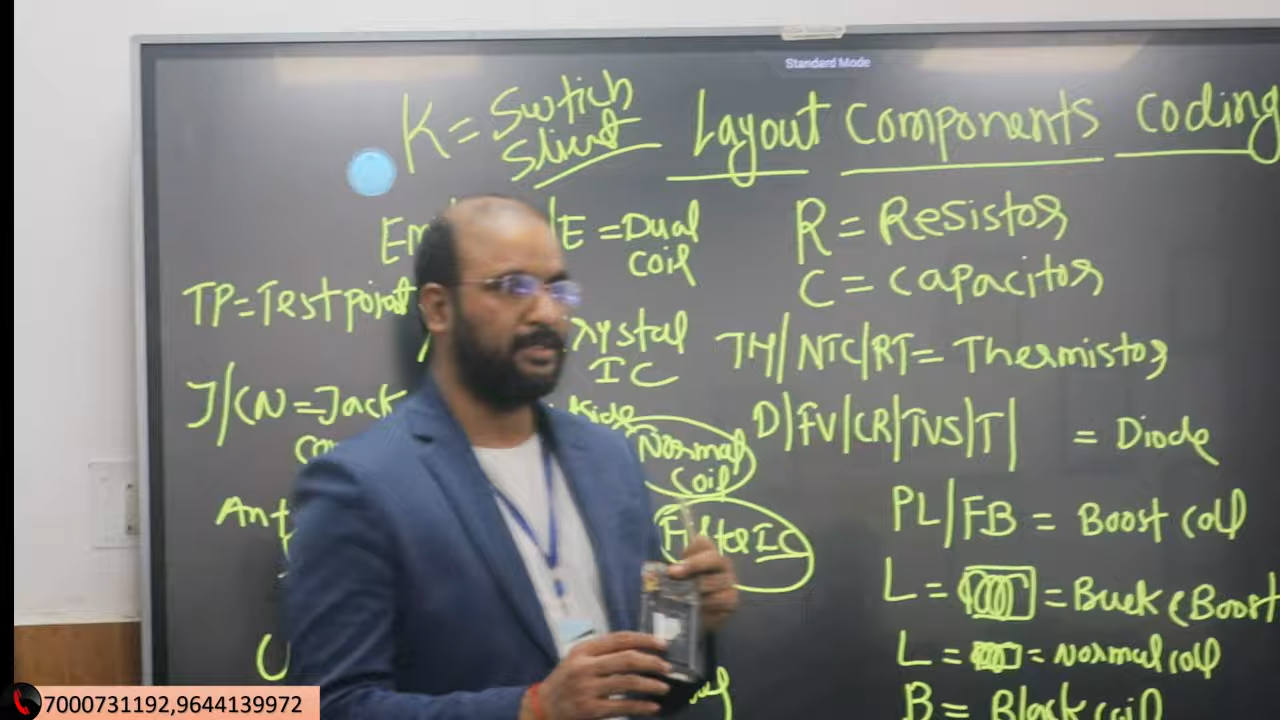 Standard Mode
Layout Components Coding
K = Swtich
E = Dual
coil
R = Resistor
C = Capacitor
TP = Test point
rystal
IC
TH/NTC/RT = Thermistor
J/CN = Jack
Normal
Coil
D/FV/CR/TVS/T/ = Diode
Ant
IC
PL/FB = Boost Coil
L = = Buck & Boost
L = = Normal coil
B = Black coil
7000731192,9644139972